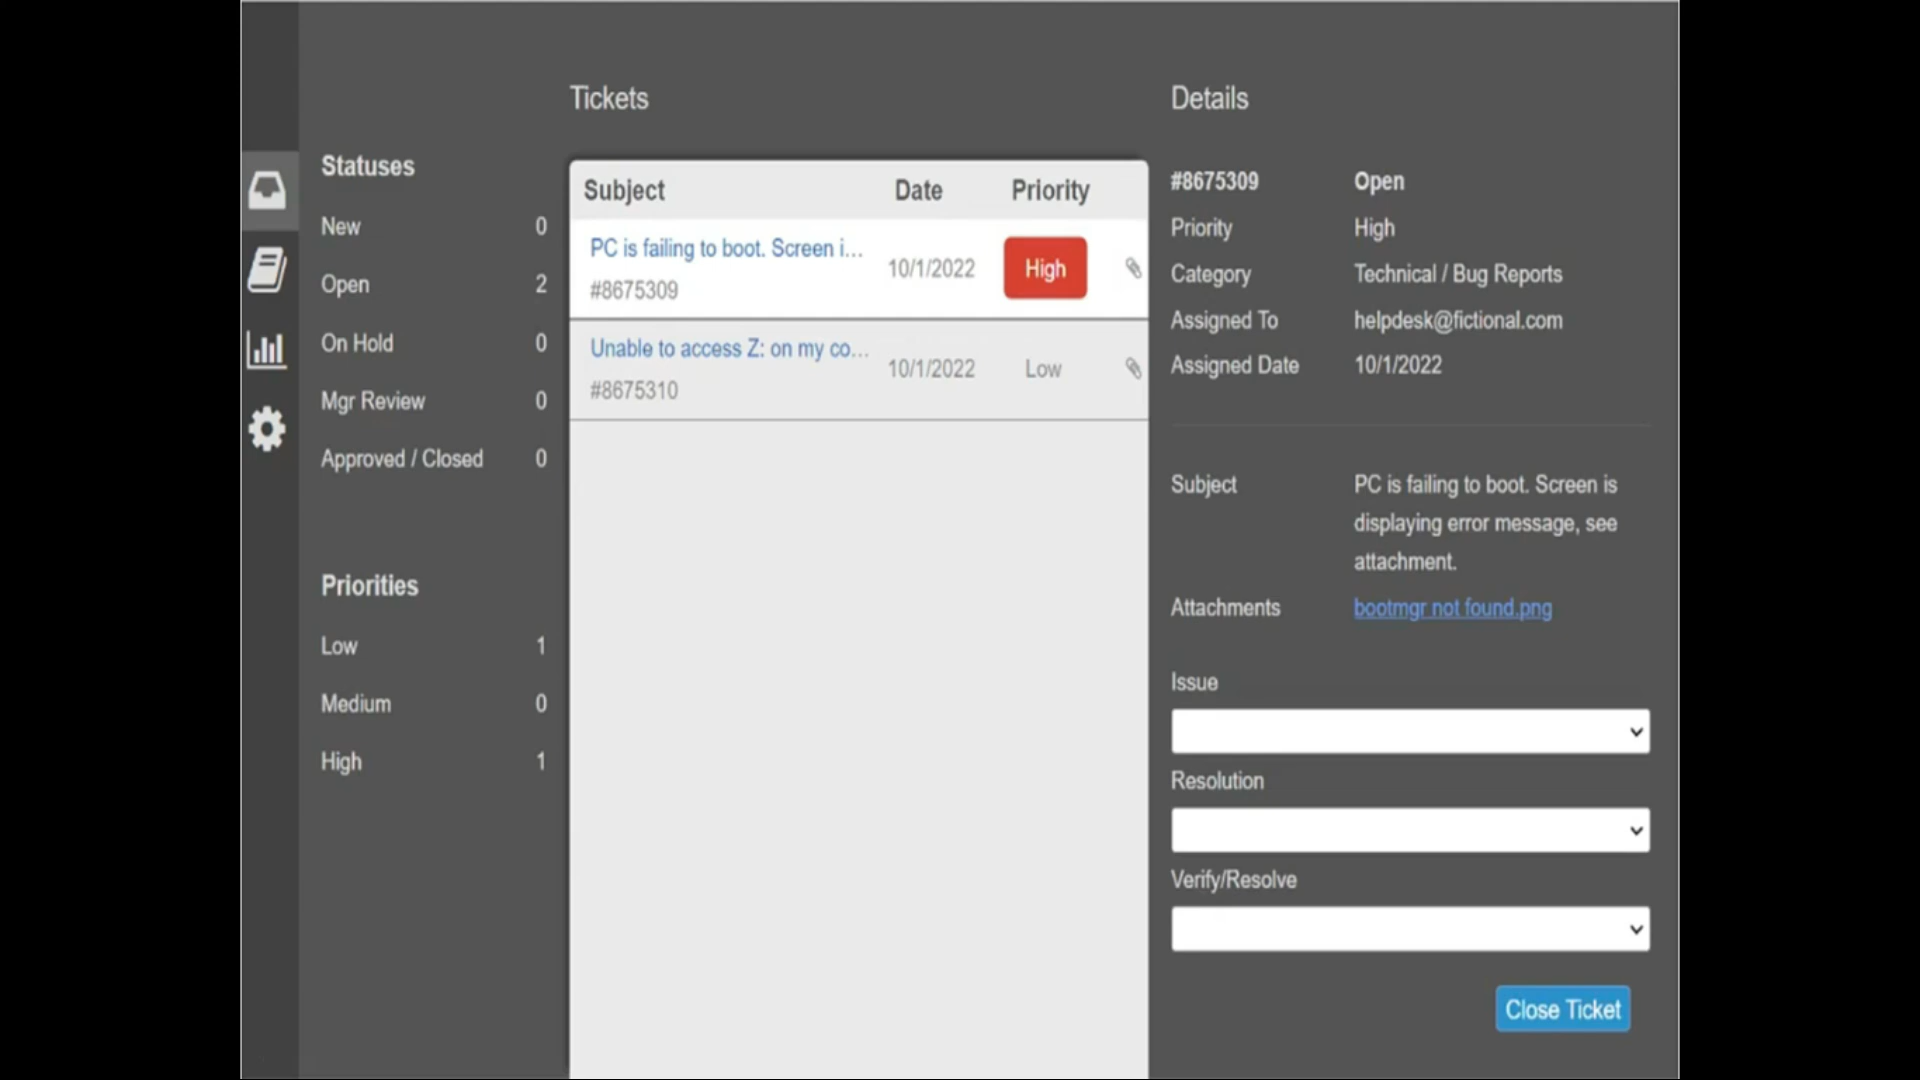 Statuses
New 0
Open 2
On Hold 0
Mgr Review 0
Approved / Closed 0
Priorities
Low 1
Medium 0
High 1
Tickets
Subject Date Priority
PC is failing to boot. Screen i...
#8675309
10/1/2022 High
Unable to access Z: on my co...
#8675310
10/1/2022 Low
Details
#8675309 Open
Priority High
Category Technical / Bug Reports
Assigned To helpdesk@fictional.com
Assigned Date 10/1/2022
Subject PC is failing to boot. Screen is
displaying error message, see
attachment.
Attachments bootmgr not found.png
Issue
Resolution
Verify/Resolve
Close Ticket